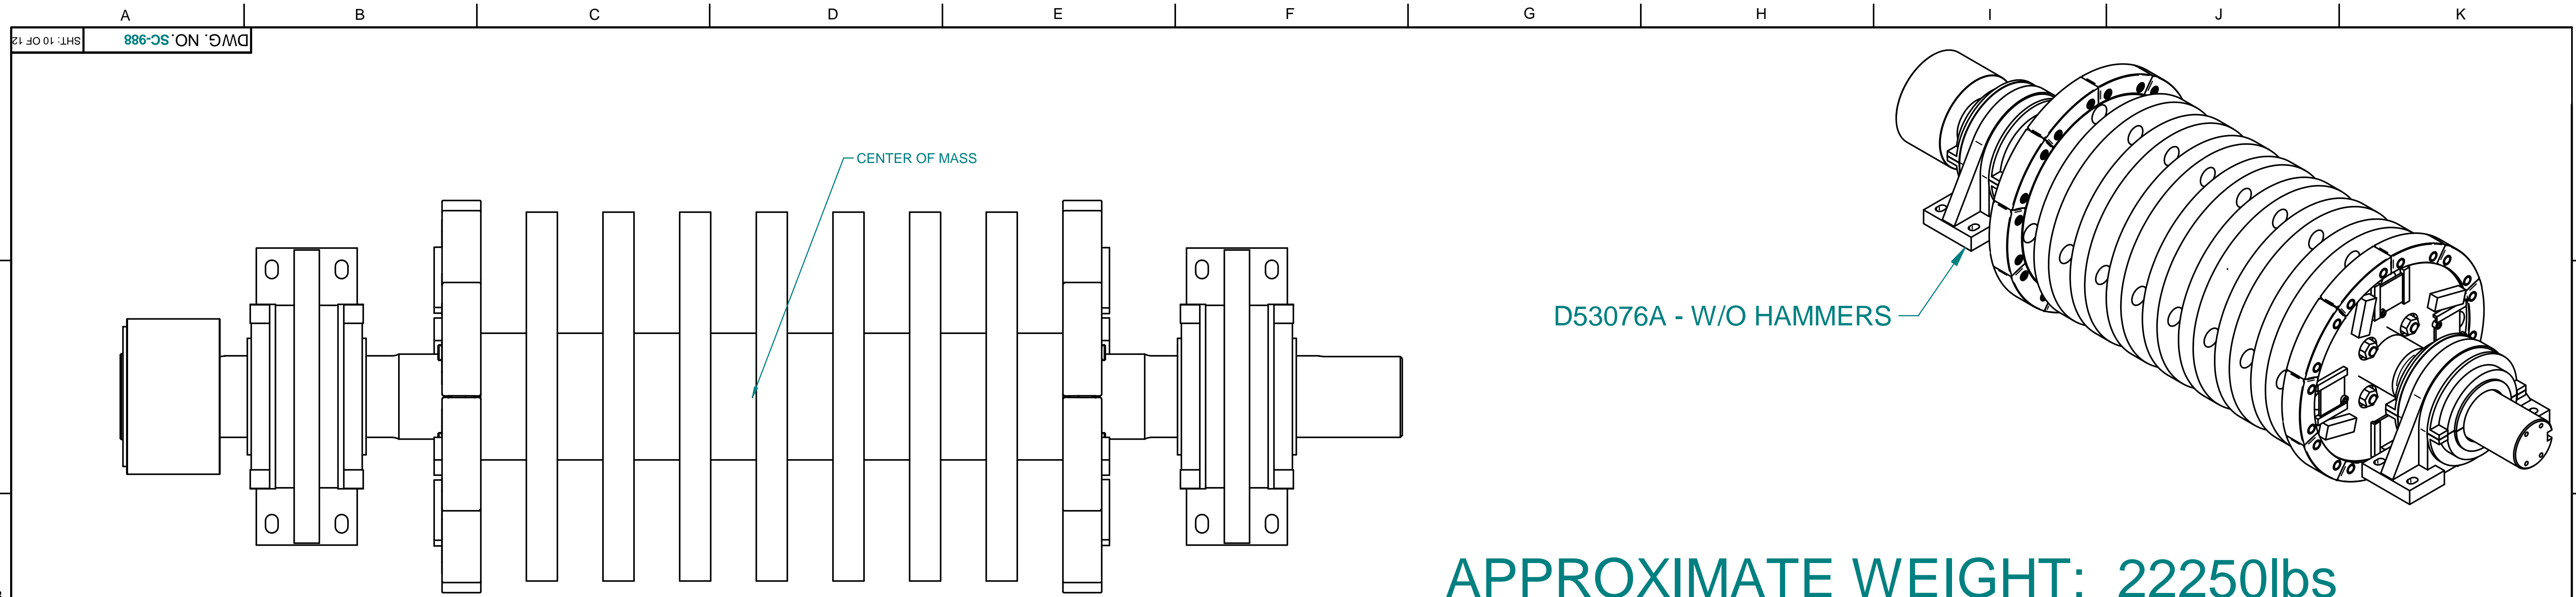 A B C D E F G H I J K
SHT: 10 OF 12 DWG. NO. SC-988
CENTER OF MASS
D53076A - W/O HAMMERS
APPROXIMATE WEIGHT: 22250lbs